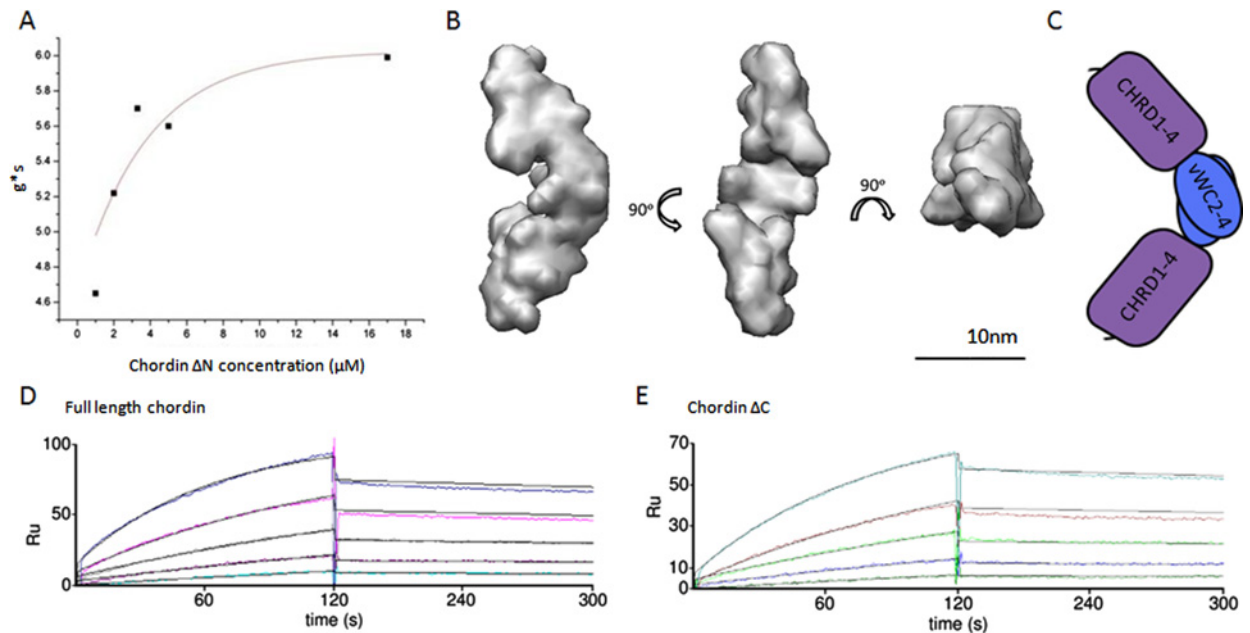 A
g*s
6.0
5.8
5.6
5.4
5.2
5.0
4.8
4.6
0 2 4 6 8 10 12 14 16 18
Chordin ΔN concentration (μM)
B
90°
90°
10nm
C
CHRD1-4
vWC2-4
CHRD1-4
D
Full length chordin
Ru
100
50
0
60 120 240 300
time (s)
E
Chordin ΔC
Ru
70
50
30
10
0
60 120 240 300
time (s)